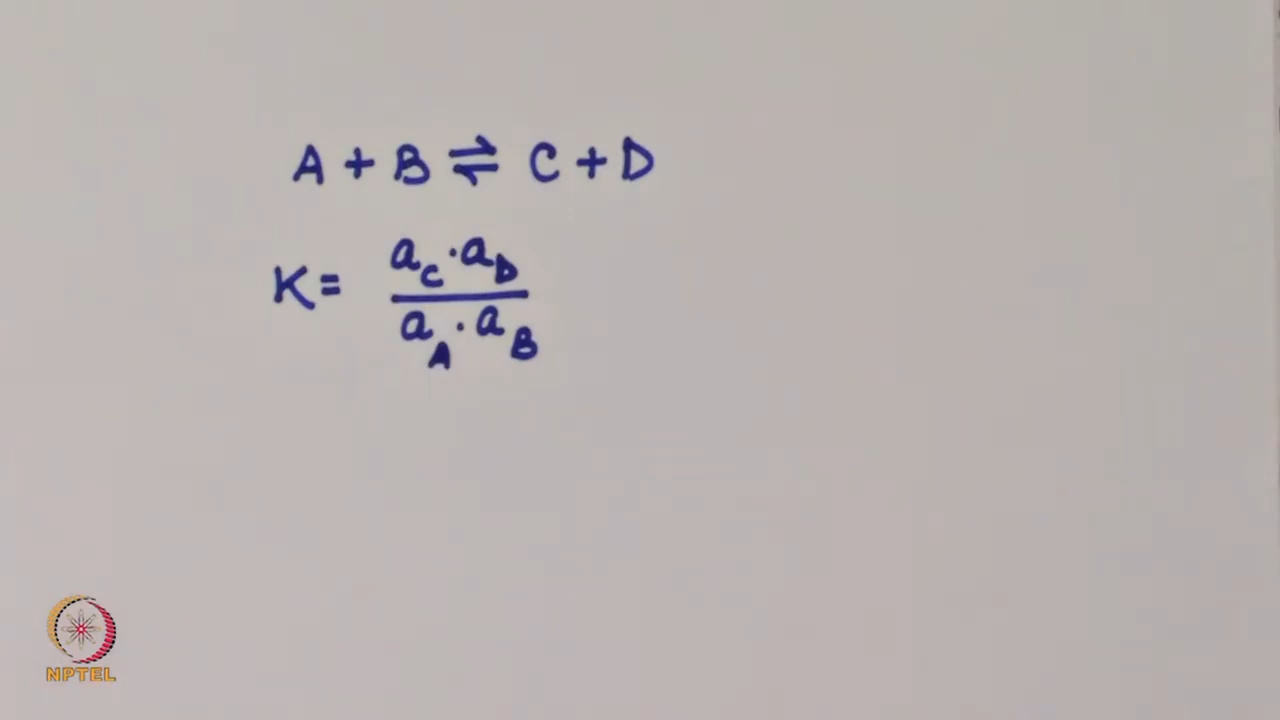 A + B ⇌ C + D
K = a_C · a_D / a_A · a_B
NPTEL